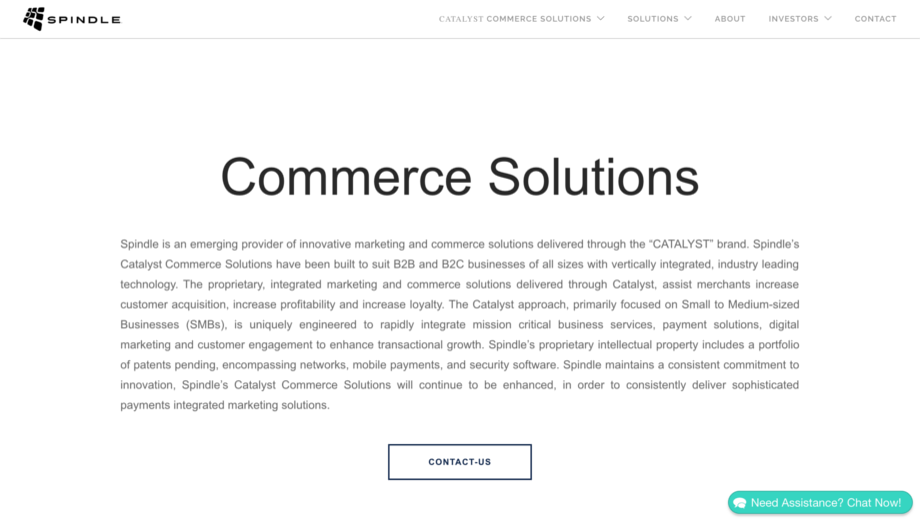 SPINDLE
CATALYST COMMERCE SOLUTIONS SOLUTIONS ABOUT INVESTORS CONTACT
Commerce Solutions
Spindle is an emerging provider of innovative marketing and commerce solutions delivered through the “CATALYST” brand. Spindle’s
Catalyst Commerce Solutions have been built to suit B2B and B2C businesses of all sizes with vertically integrated, industry leading
technology. The proprietary, integrated marketing and commerce solutions delivered through Catalyst, assist merchants increase
customer acquisition, increase profitability and increase loyalty. The Catalyst approach, primarily focused on Small to Medium-sized
Businesses (SMBs), is uniquely engineered to rapidly integrate mission critical business services, payment solutions, digital
marketing and customer engagement to enhance transactional growth. Spindle’s proprietary intellectual property includes a portfolio
of patents pending, encompassing networks, mobile payments, and security software. Spindle maintains a consistent commitment to
innovation, Spindle’s Catalyst Commerce Solutions will continue to be enhanced, in order to consistently deliver sophisticated
payments integrated marketing solutions.
CONTACT-US
Need Assistance? Chat Now!